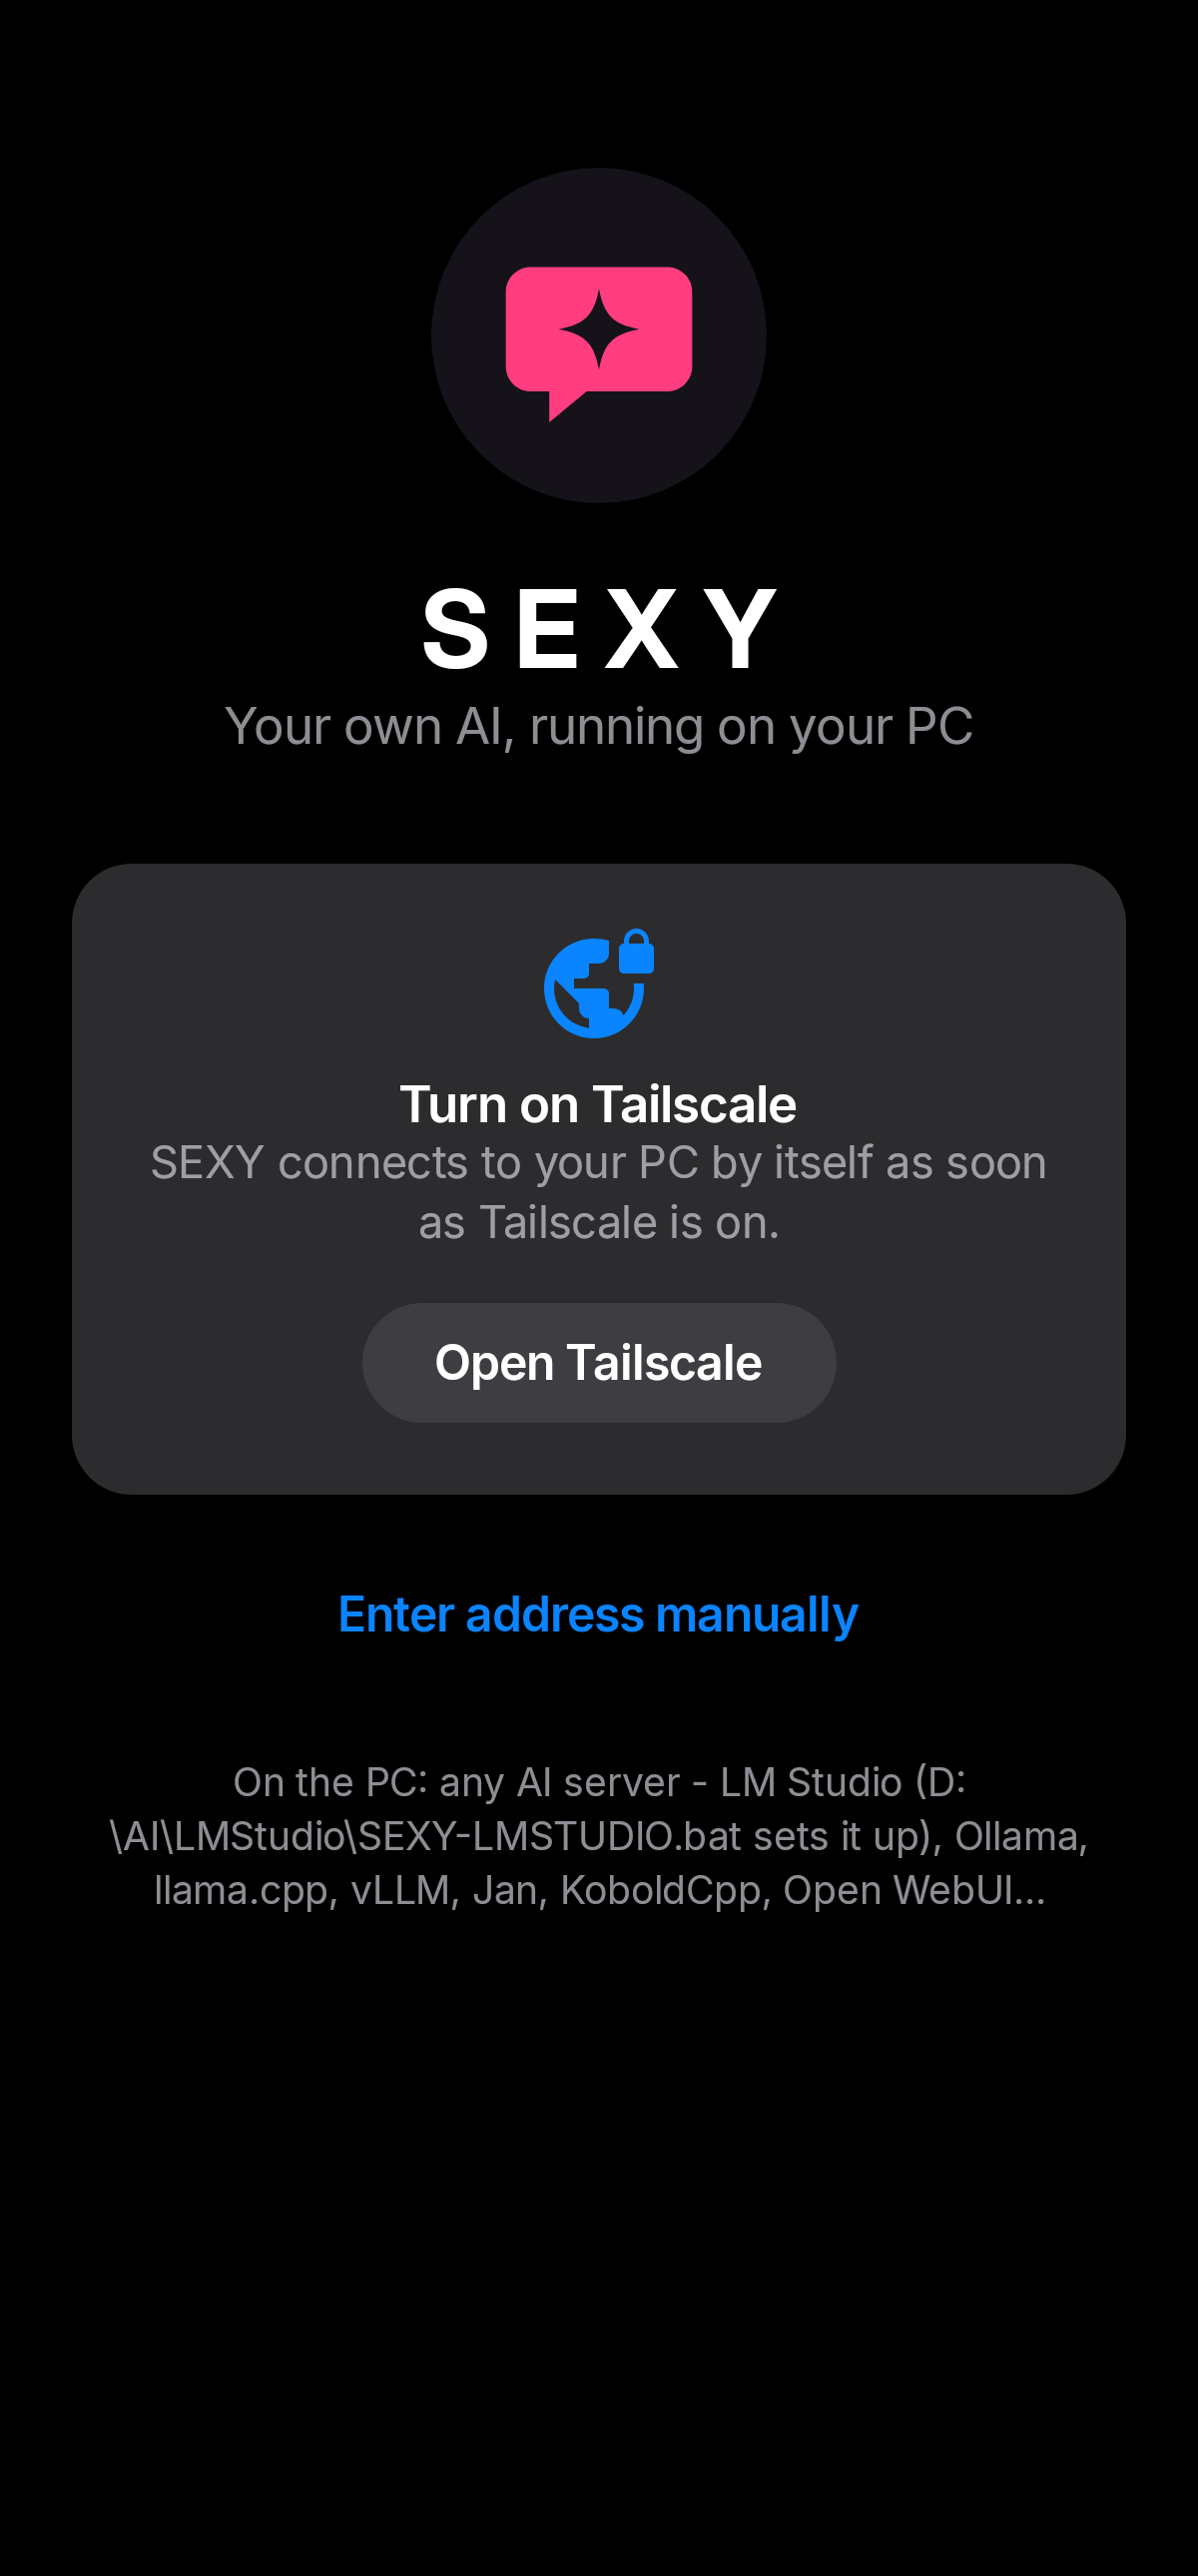 SEXY
Your own AI, running on your PC
Turn on Tailscale
SEXY connects to your PC by itself as soon
as Tailscale is on.
Open Tailscale
Enter address manually
On the PC: any AI server - LM Studio (D:
\AI\LMStudio\SEXY-LMSTUDIO.bat sets it up), Ollama,
llama.cpp, vLLM, Jan, KoboldCpp, Open WebUI...